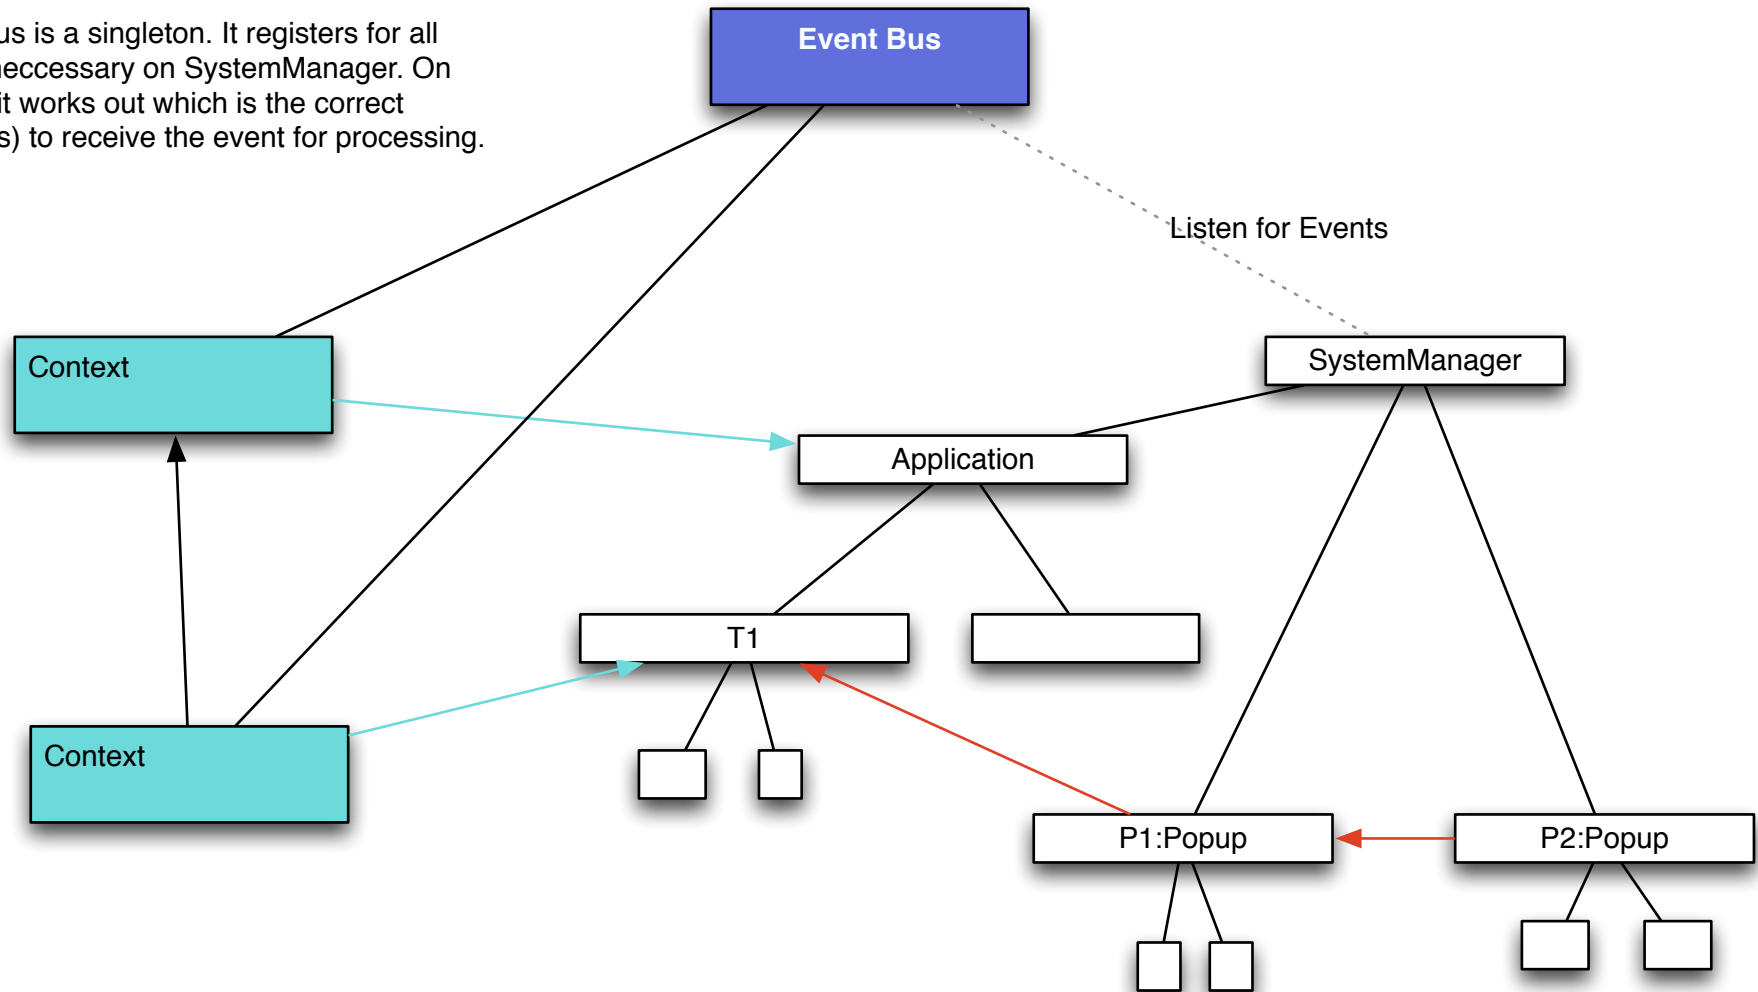 us is a singleton. It registers for all
neccessary on SystemManager. On
it works out which is the correct
s) to receive the event for processing.
Event Bus
Listen for Events
Context
SystemManager
Application
T1
Context
P1:Popup
P2:Popup